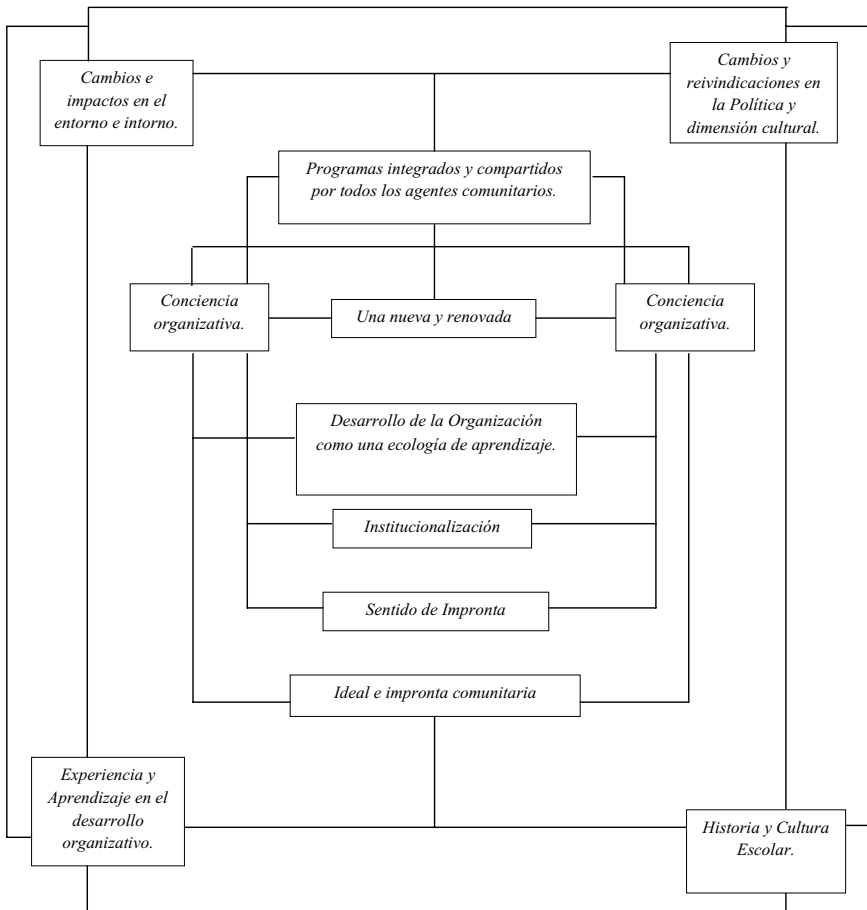 Cambios e
impactos en el
entorno e intorno.
Cambios y
reivindicaciones en
la Política y
dimensión cultural.
Programas integrados y compartidos
por todos los agentes comunitarios.
Conciencia
organizativa.
Una nueva y renovada
Conciencia
organizativa.
Desarrollo de la Organización
como una ecología de aprendizaje.
Institucionalización
Sentido de Impronta
Ideal e impronta comunitaria
Experiencia y
Aprendizaje en el
desarrollo
organizativo.
Historia y Cultura
Escolar.